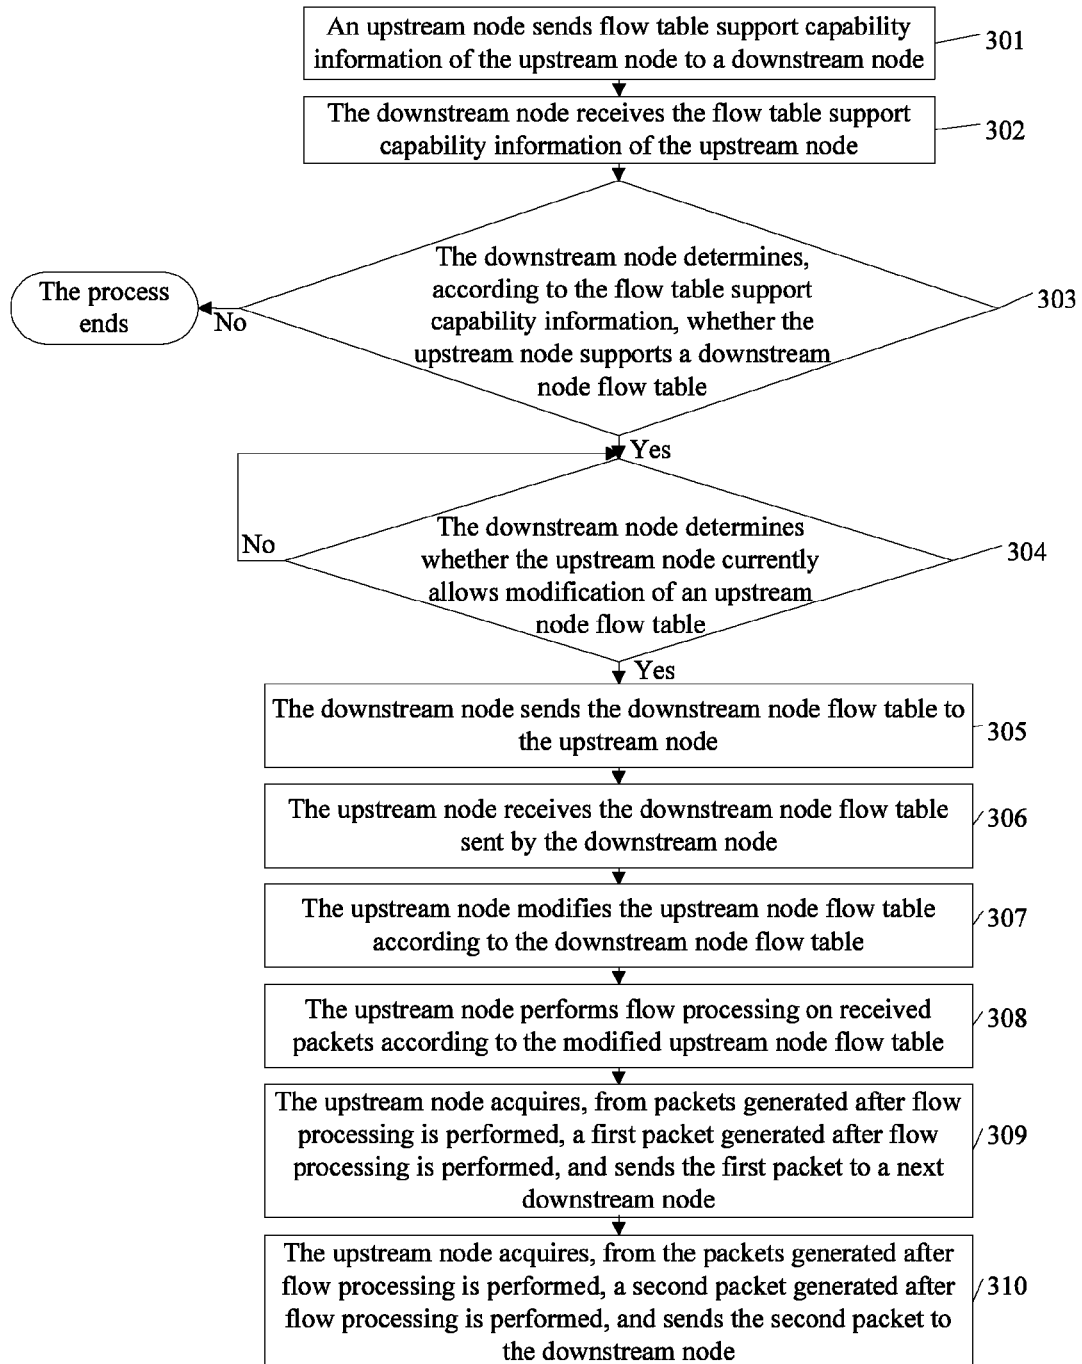 An upstream node sends flow table support capability
information of the upstream node to a downstream node
301
The downstream node receives the flow table support
capability information of the upstream node
302
The downstream node determines,
according to the flow table support
capability information, whether the
upstream node supports a downstream
node flow table
303
The process
ends
No
Yes
The downstream node determines
whether the upstream node currently
allows modification of an upstream
node flow table
304
No
Yes
The downstream node sends the downstream node flow table to
the upstream node
305
The upstream node receives the downstream node flow table
sent by the downstream node
306
The upstream node modifies the upstream node flow table
according to the downstream node flow table
307
The upstream node performs flow processing on received
packets according to the modified upstream node flow table
308
The upstream node acquires, from packets generated after flow
processing is performed, a first packet generated after flow
processing is performed, and sends the first packet to a next
downstream node
309
The upstream node acquires, from the packets generated after
flow processing is performed, a second packet generated after
flow processing is performed, and sends the second packet to
the downstream node
310